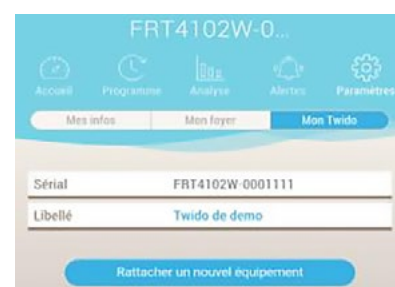 FRT4102W-0...
Accueil Programme Analyse Alertes Paramètres
Mes infos Mon foyer Mon Twido
Sérial FRT4102W-0001111
Libellé Twido de demo
Rattacher un nouvel équipement